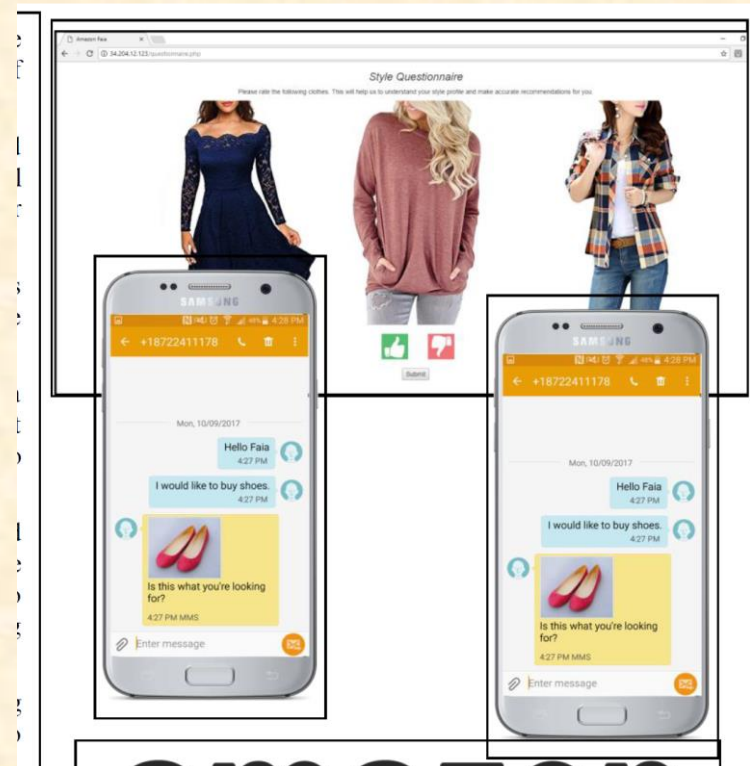 Amazon Faia
34.204.12.123/questionnaire.php
Style Questionnaire
Please rate the following clothes. This will help us to understand your style profile and make accurate recommendations for you.
Submit
SAMSUNG
48% 4:28 PM
+18722411178
Mon, 10/09/2017
Hello Faia
4:27 PM
I would like to buy shoes.
4:27 PM
Is this what you're looking
for?
4:27 PM MMS
Enter message
SAMSUNG
48% 4:28 PM
+18722411178
Mon, 10/09/2017
Hello Faia
4:27 PM
I would like to buy shoes.
4:27 PM
Is this what you're looking
for?
4:27 PM MMS
Enter message